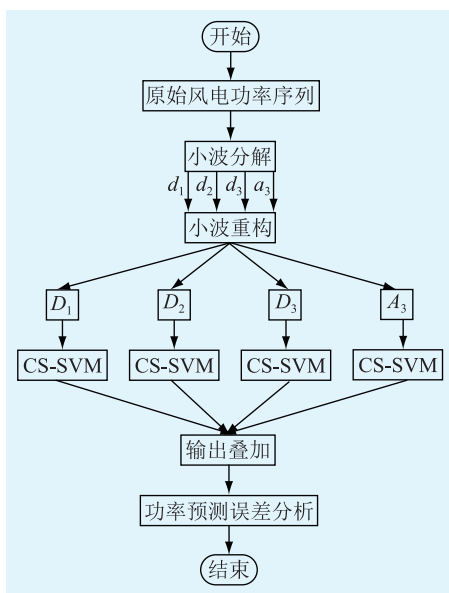 开始
原始风电功率序列
小波分解
d₁ d₂ d₃ a₃
小波重构
D₁ D₂ D₃ A₃
CS-SVM CS-SVM CS-SVM CS-SVM
输出叠加
功率预测误差分析
结束